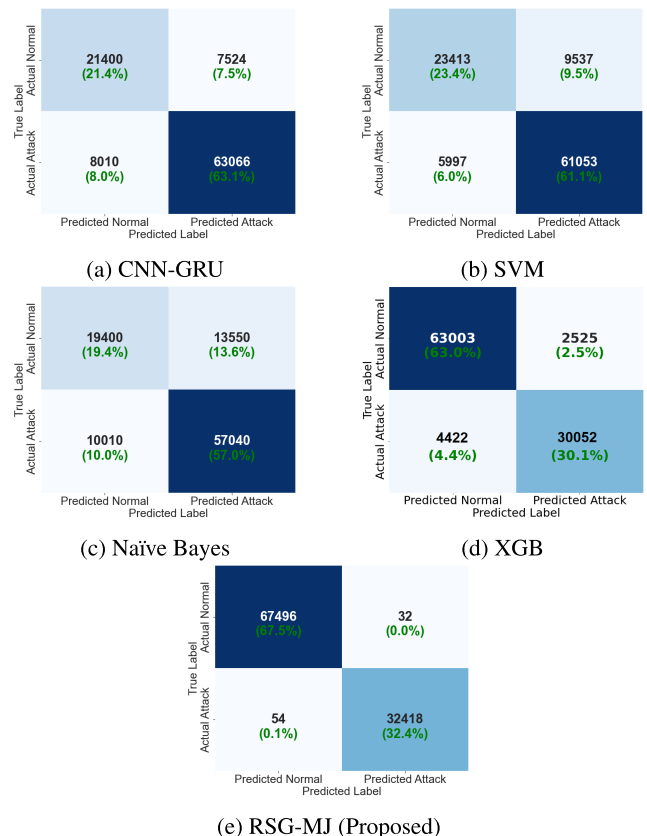 Actual Normal
21400
(21.4%)
7524
(7.5%)
True Label
Actual Attack
8010
(8.0%)
63066
(63.1%)
Predicted Normal
Predicted Attack
Predicted Label
(a) CNN-GRU
Actual Normal
23413
(23.4%)
9537
(9.5%)
True Label
Actual Attack
5997
(6.0%)
61053
(61.1%)
Predicted Normal
Predicted Attack
Predicted Label
(b) SVM
Actual Normal
19400
(19.4%)
13550
(13.6%)
True Label
Actual Attack
10010
(10.0%)
57040
(57.0%)
Predicted Normal
Predicted Attack
Predicted Label
(c) Naïve Bayes
Actual Normal
63003
(63.0%)
2525
(2.5%)
True Label
Actual Attack
4422
(4.4%)
30052
(30.1%)
Predicted Normal
Predicted Attack
Predicted Label
(d) XGB
Actual Normal
67496
(67.5%)
32
(0.0%)
True Label
Actual Attack
54
(0.1%)
32418
(32.4%)
Predicted Normal
Predicted Attack
Predicted Label
(e) RSG-MJ (Proposed)